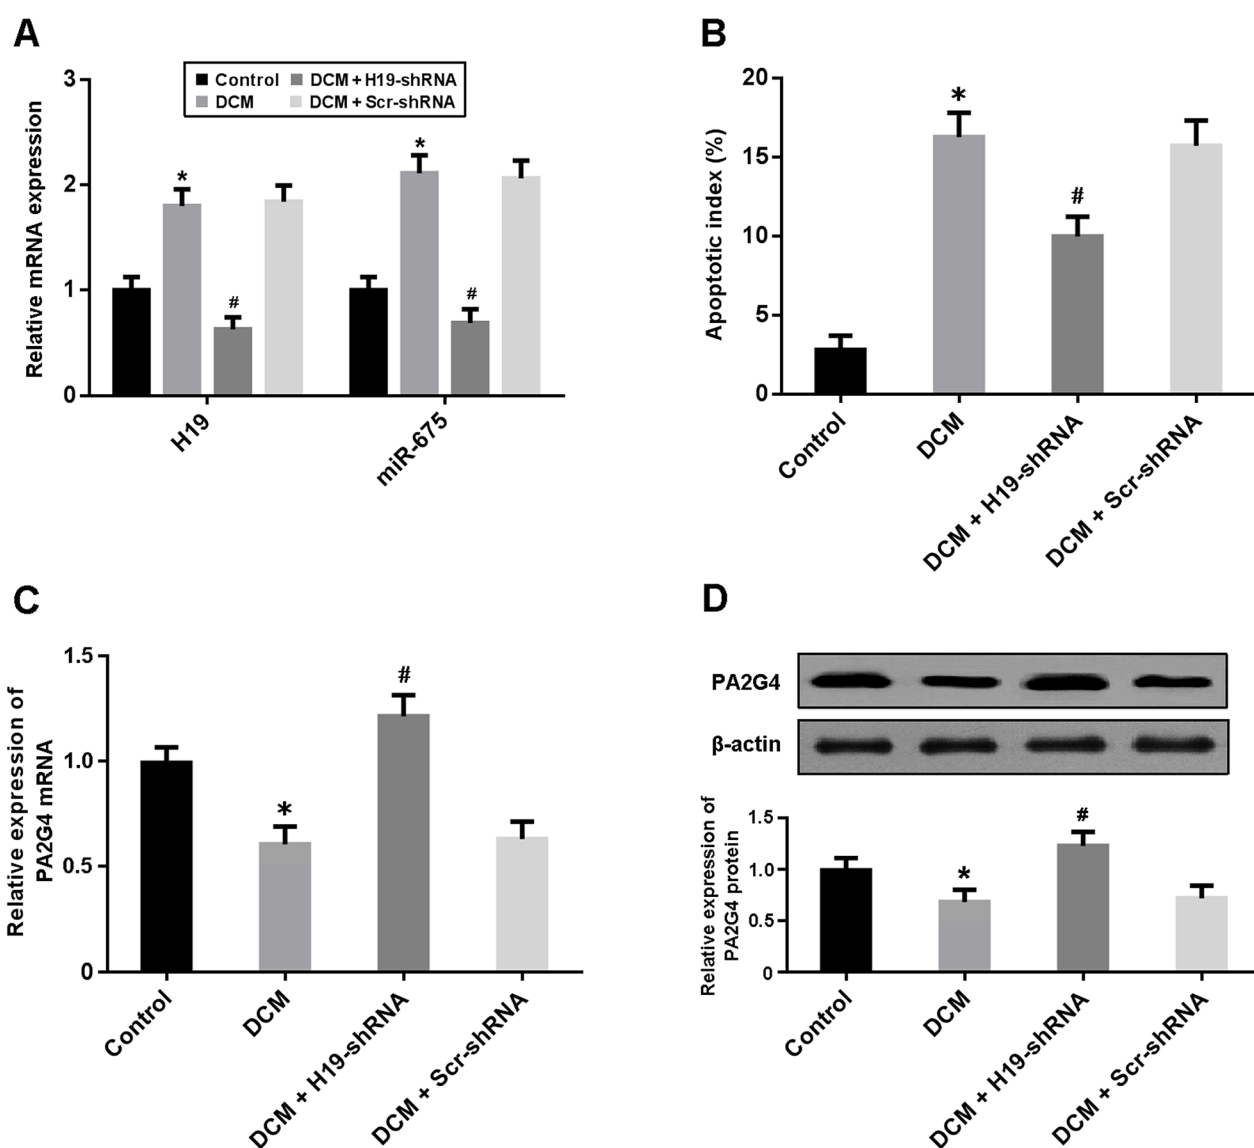 A
Control
DCM + H19-shRNA
DCM
DCM + Scr-shRNA
Relative mRNA expression
3
2
1
0
*
#
*
#
H19
miR-675
B
Apoptotic index (%)
20
15
10
5
0
*
#
Control
DCM
DCM + H19-shRNA
DCM + Scr-shRNA
C
Relative expression of
PA2G4 mRNA
1.5
1.0
0.5
0
*
#
Control
DCM
DCM + H19-shRNA
DCM + Scr-shRNA
D
PA2G4
β-actin
Relative expression of
PA2G4 protein
1.5
1.0
0.5
0
*
#
Control
DCM
DCM + H19-shRNA
DCM + Scr-shRNA